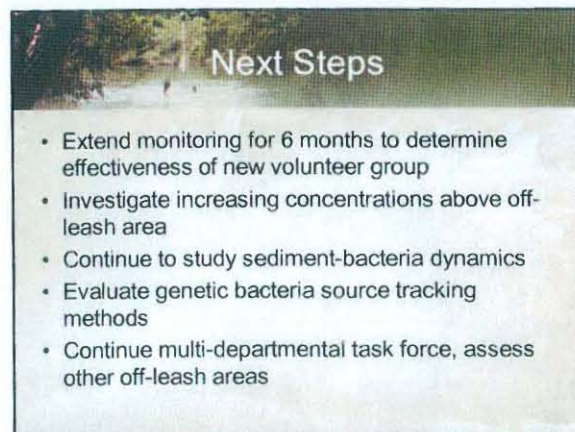 Next Steps
• Extend monitoring for 6 months to determine
effectiveness of new volunteer group
• Investigate increasing concentrations above off-
leash area
• Continue to study sediment-bacteria dynamics
• Evaluate genetic bacteria source tracking
methods
• Continue multi-departmental task force, assess
other off-leash areas